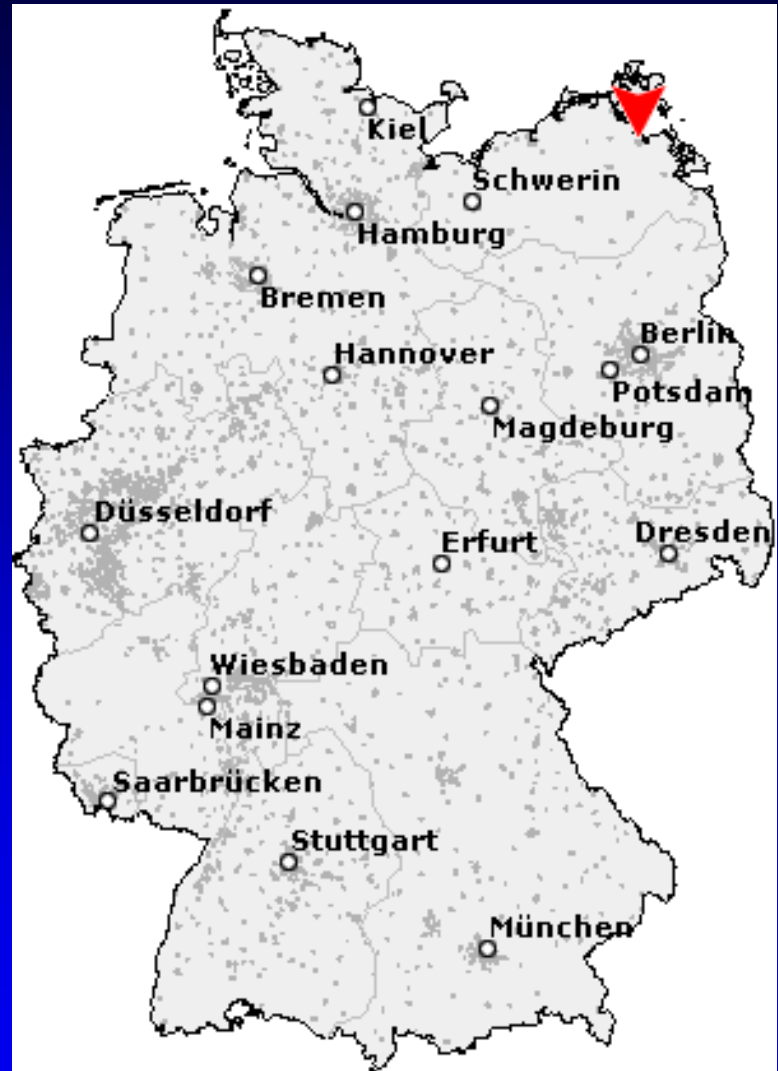 Kiel
Schwerin
Hamburg
Bremen
Berlin
Hannover
Potsdam
Magdeburg
Düsseldorf
Dresden
Erfurt
Wiesbaden
Mainz
Saarbrücken
Stuttgart
München